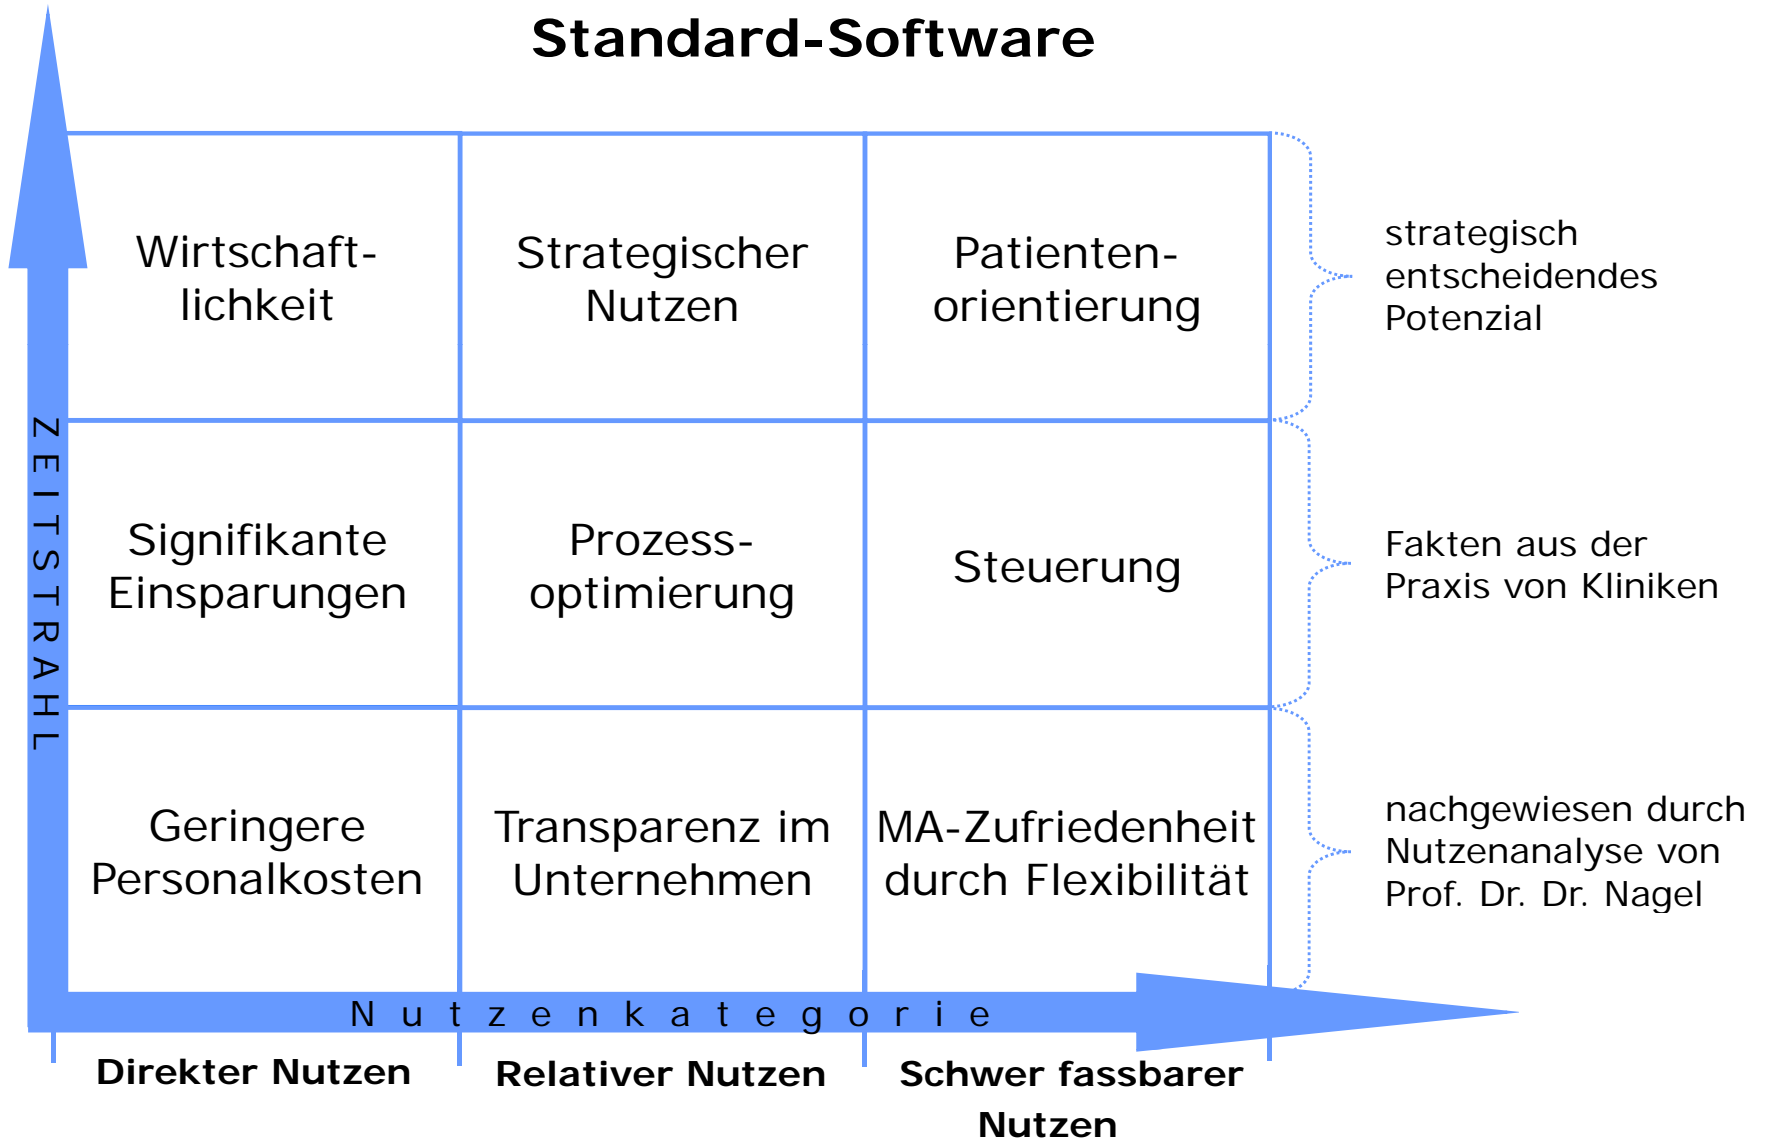 Standard-Software
Wirtschaft-
lichkeit
Strategischer
Nutzen
Patienten-
orientierung
strategisch
entscheidendes
Potenzial
ZEITSTRAHL
Signifikante
Einsparungen
Prozess-
optimierung
Steuerung
Fakten aus der
Praxis von Kliniken
Geringere
Personalkosten
Transparenz im
Unternehmen
MA-Zufriedenheit
durch Flexibilität
nachgewiesen durch
Nutzenanalyse von
Prof. Dr. Dr. Nagel
Nutzenkategorie
Direkter Nutzen
Relativer Nutzen
Schwer fassbarer
Nutzen